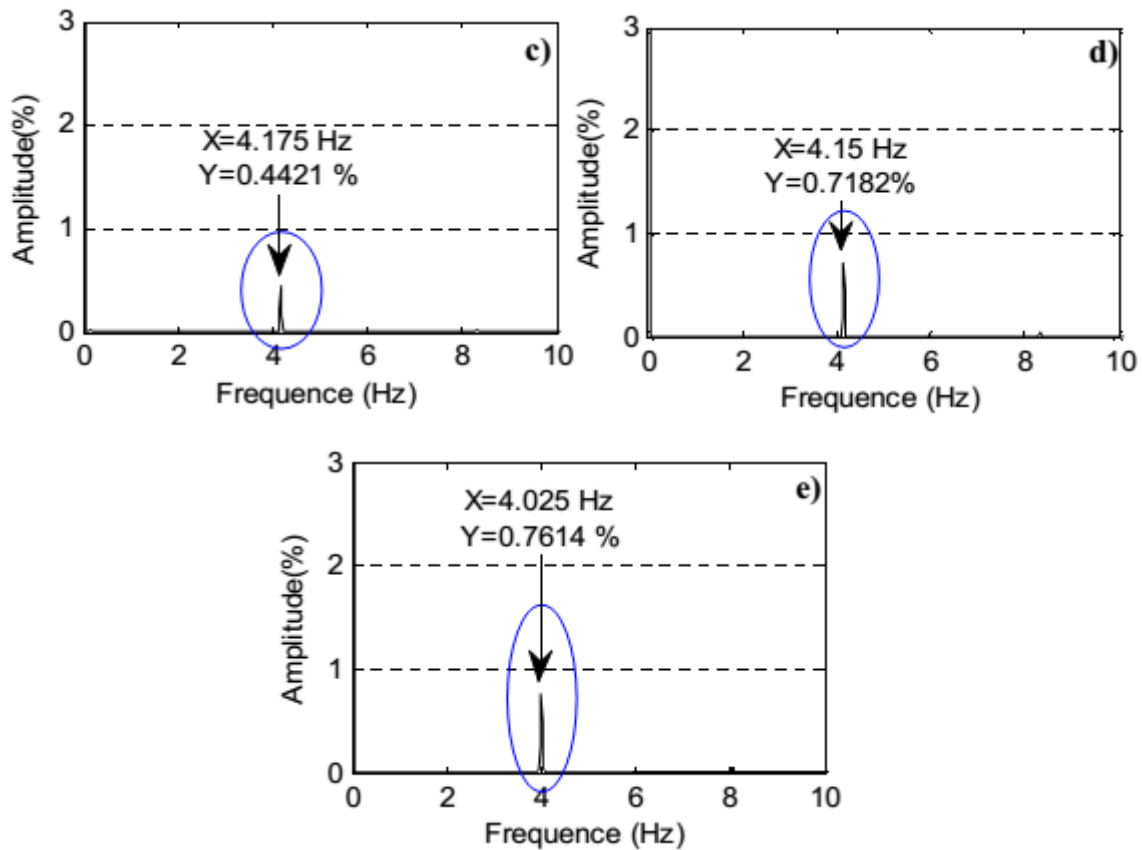 3
c)
Amplitude(%)
2
X=4.175 Hz
Y=0.4421 %
1
0
0 2 4 6 8 10
Frequence (Hz)
3
d)
Amplitude(%)
2
X=4.15 Hz
Y=0.7182%
1
0
0 2 4 6 8 10
Frequence (Hz)
3
e)
Amplitude(%)
X=4.025 Hz
Y=0.7614 %
2
1
0
0 2 4 6 8 10
Frequence (Hz)